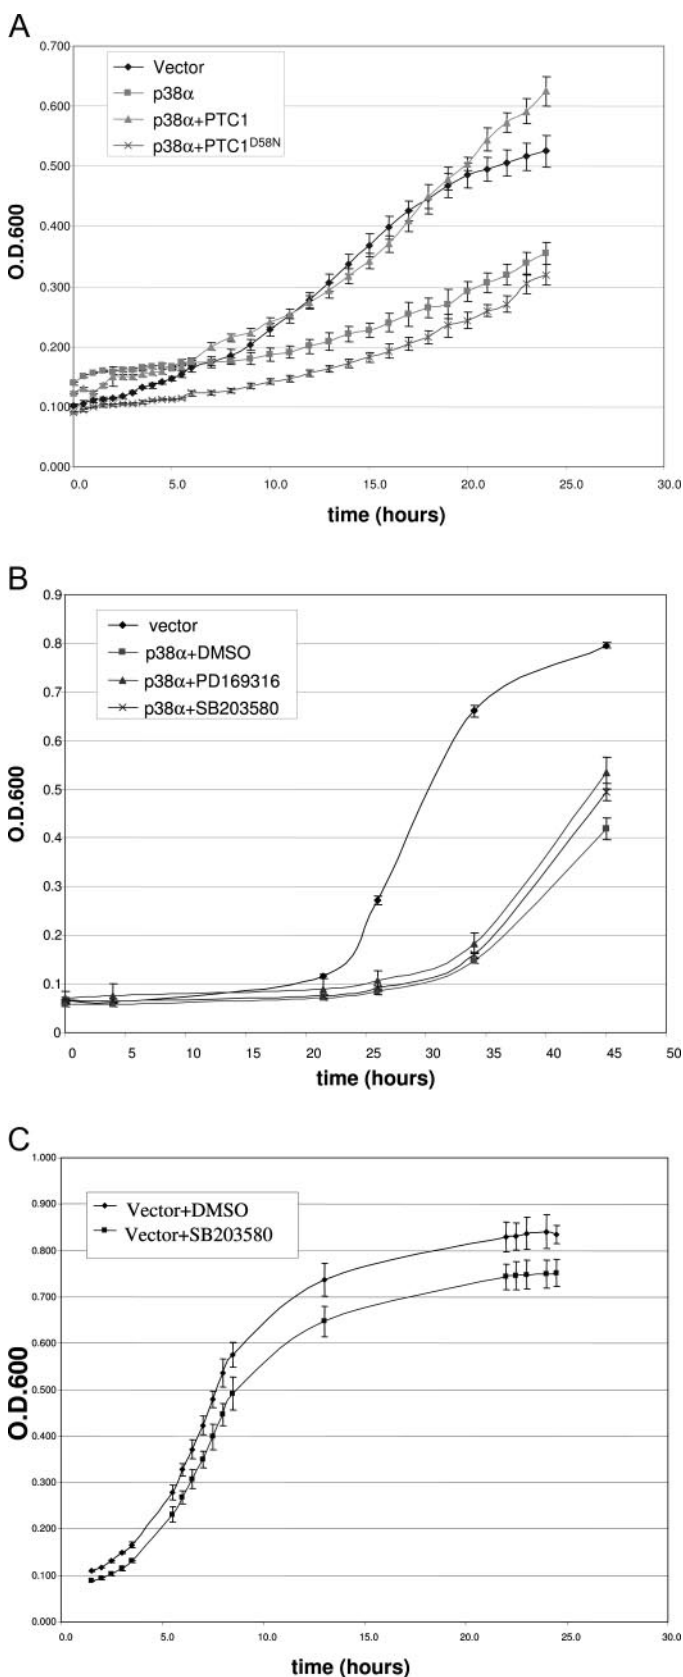 A
0.700
Vector
p38α
0.600
p38α+PTC1
p38α+PTC1D58N
0.500
O.D.600
0.400
0.300
0.200
0.100
0.000
0.0 5.0 10.0 15.0 20.0 25.0 30.0
time (hours)
B
0.9
vector
0.8
p38α+DMSO
p38α+PD169316
0.7
p38α+SB203580
0.6
O.D.600
0.5
0.4
0.3
0.2
0.1
0
0 5 10 15 20 25 30 35 40 45 50
time (hours)
C
1.000
0.900
Vector+DMSO
Vector+SB203580
0.800
0.700
0.600
O.D.600
0.500
0.400
0.300
0.200
0.100
0.000
0.0 5.0 10.0 15.0 20.0 25.0 30.0
time (hours)